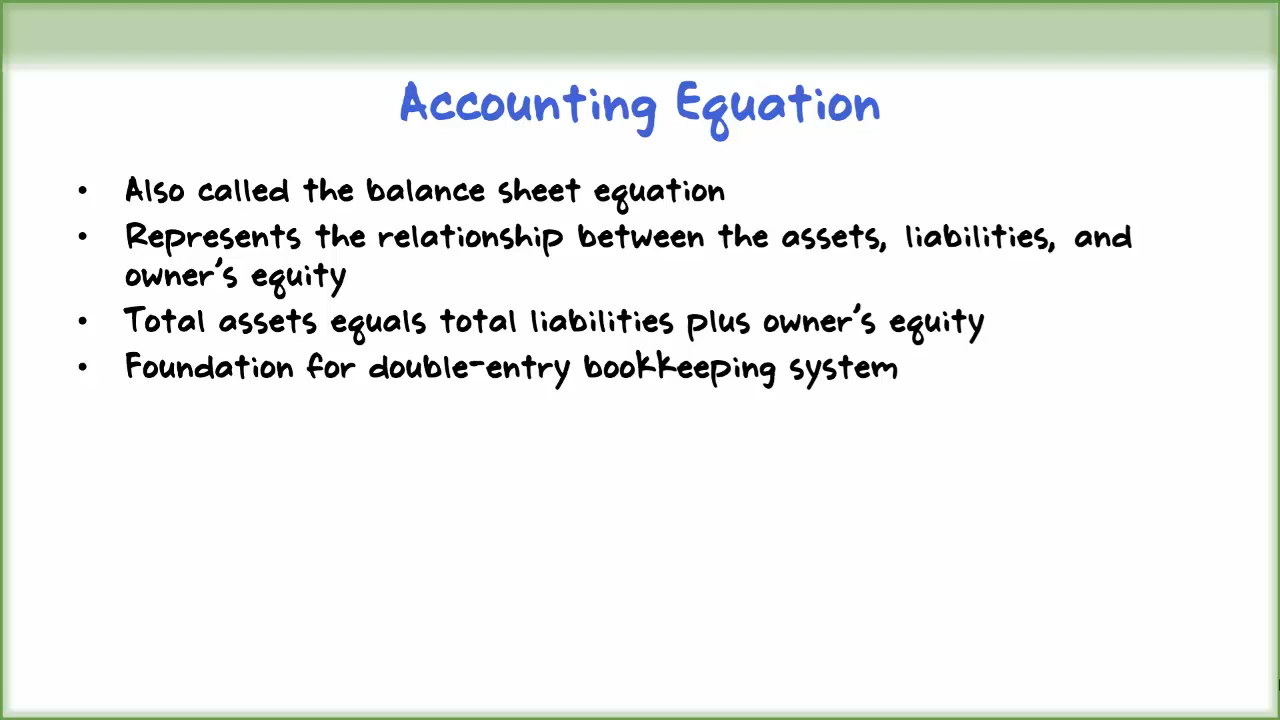 Accounting Equation
• Also called the balance sheet equation
• Represents the relationship between the assets, liabilities, and
owner's equity
• Total assets equals total liabilities plus owner's equity
• Foundation for double-entry bookkeeping system